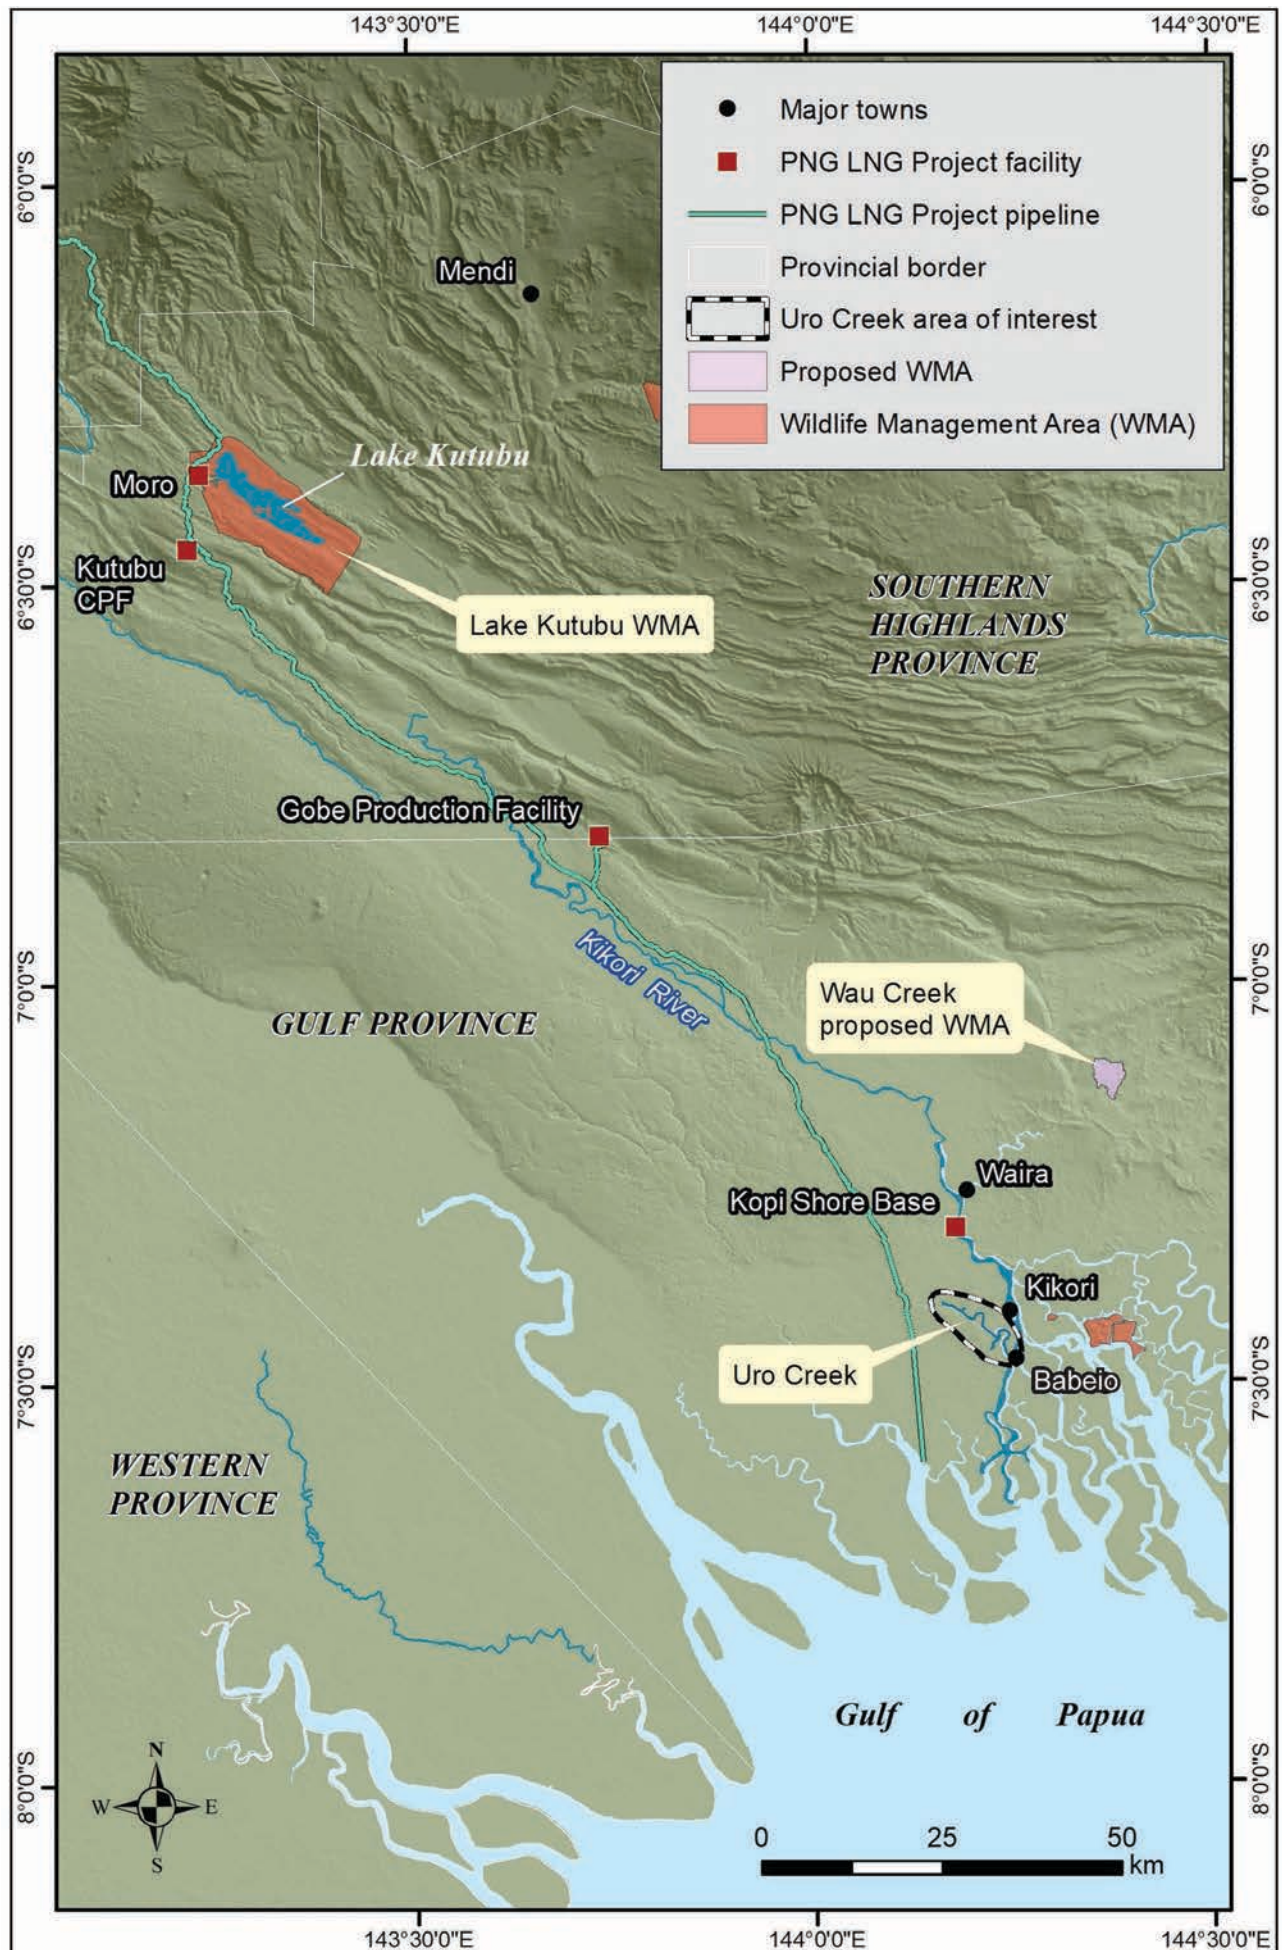 143°30'0"E
144°0'0"E
144°30'0"E
Major towns
PNG LNG Project facility
PNG LNG Project pipeline
Provincial border
Uro Creek area of interest
Proposed WMA
Wildlife Management Area (WMA)
6°0'0"S
6°0'0"S
Mendi
Lake Kutubu
Moro
Kutubu
CPF
6°30'0"S
6°30'0"S
Lake Kutubu WMA
SOUTHERN
HIGHLANDS
PROVINCE
Gobe Production Facility
Kikori River
7°0'0"S
7°0'0"S
Wau Creek
proposed WMA
GULF PROVINCE
Waira
Kopi Shore Base
Kikori
Uro Creek
Babeio
7°30'0"S
7°30'0"S
WESTERN
PROVINCE
Gulf of Papua
8°0'0"S
8°0'0"S
N
W
E
S
0
25
50
km
143°30'0"E
144°0'0"E
144°30'0"E